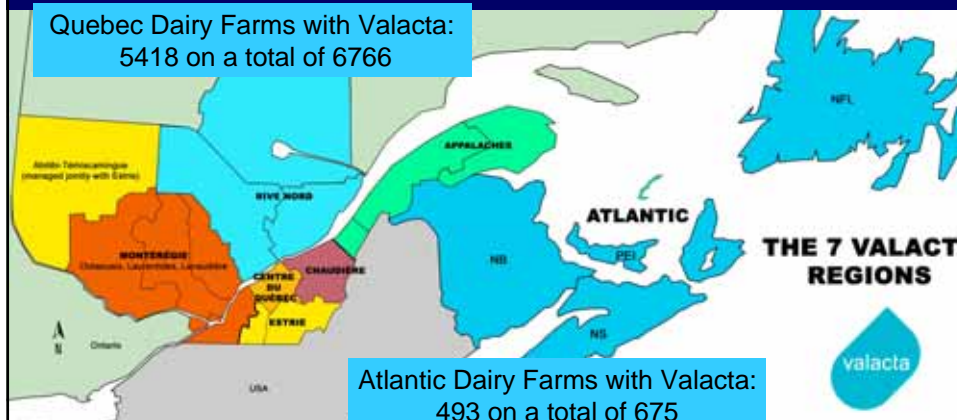 Quebec Dairy Farms with Valacta:
5418 on a total of 6766
NFL
APPALACHES
Abitibi-Témiscamingue
(managed jointly with Estrie)
RIVE NORD
ATLANTIC
MONTÉRÉGIE
Outaouais, Laurentides, Lanaudière
CHAUDIÈRE
CENTRE
DU
QUÉBEC
NB
PEI
THE 7 VALACT
REGIONS
ESTRIE
NS
N
Ontario
USA
valacta
Atlantic Dairy Farms with Valacta:
493 on a total of 675